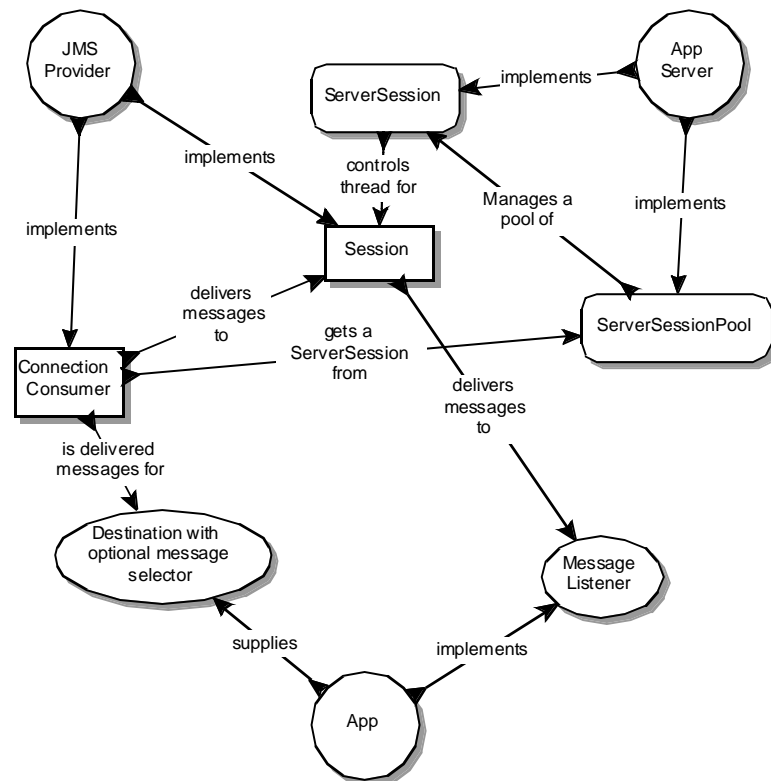 JMS
Provider
App
Server
implements
ServerSession
implements
controls
thread for
Manages a
pool of
implements
implements
Session
delivers
messages
to
gets a
ServerSession
from
ServerSessionPool
Connection
Consumer
delivers
messages
to
is delivered
messages for
Destination with
optional message
selector
Message
Listener
supplies
implements
App